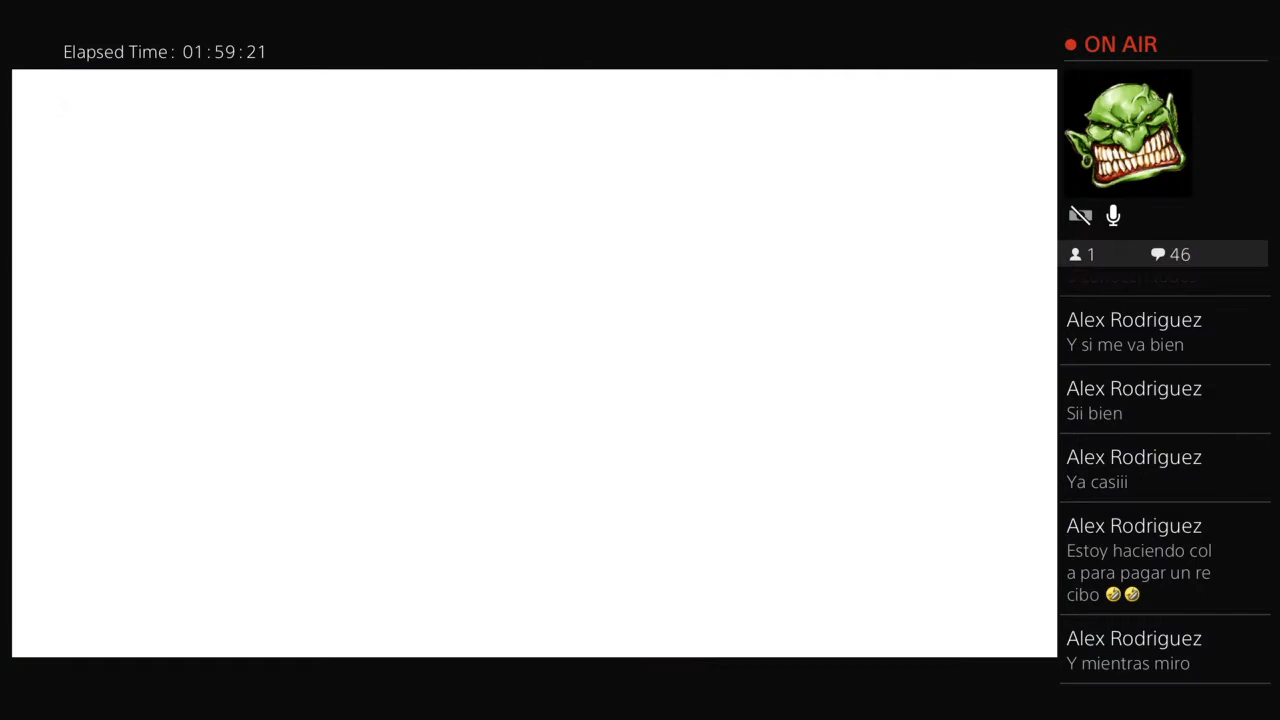 Elapsed Time: 01:59:21
ON AIR
1 46
Alex Rodriguez
Y si me va bien
Alex Rodriguez
Sii bien
Alex Rodriguez
Ya casiii
Alex Rodriguez
Estoy haciendo col
a para pagar un re
cibo 🤣🤣
Alex Rodriguez
Y mientras miro